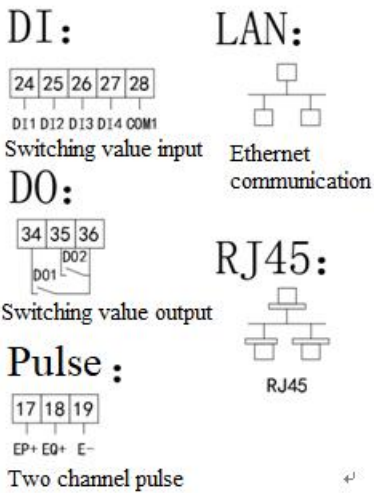 DI:
24 25 26 27 28
DI1 DI2 DI3 DI4 COM1
Switching value input
DO:
34 35 36
DO2
DO1
Switching value output
Pulse:
17 18 19
EP+ EQ+ E-
Two channel pulse
LAN:
Ethernet
communication
RJ45:
RJ45